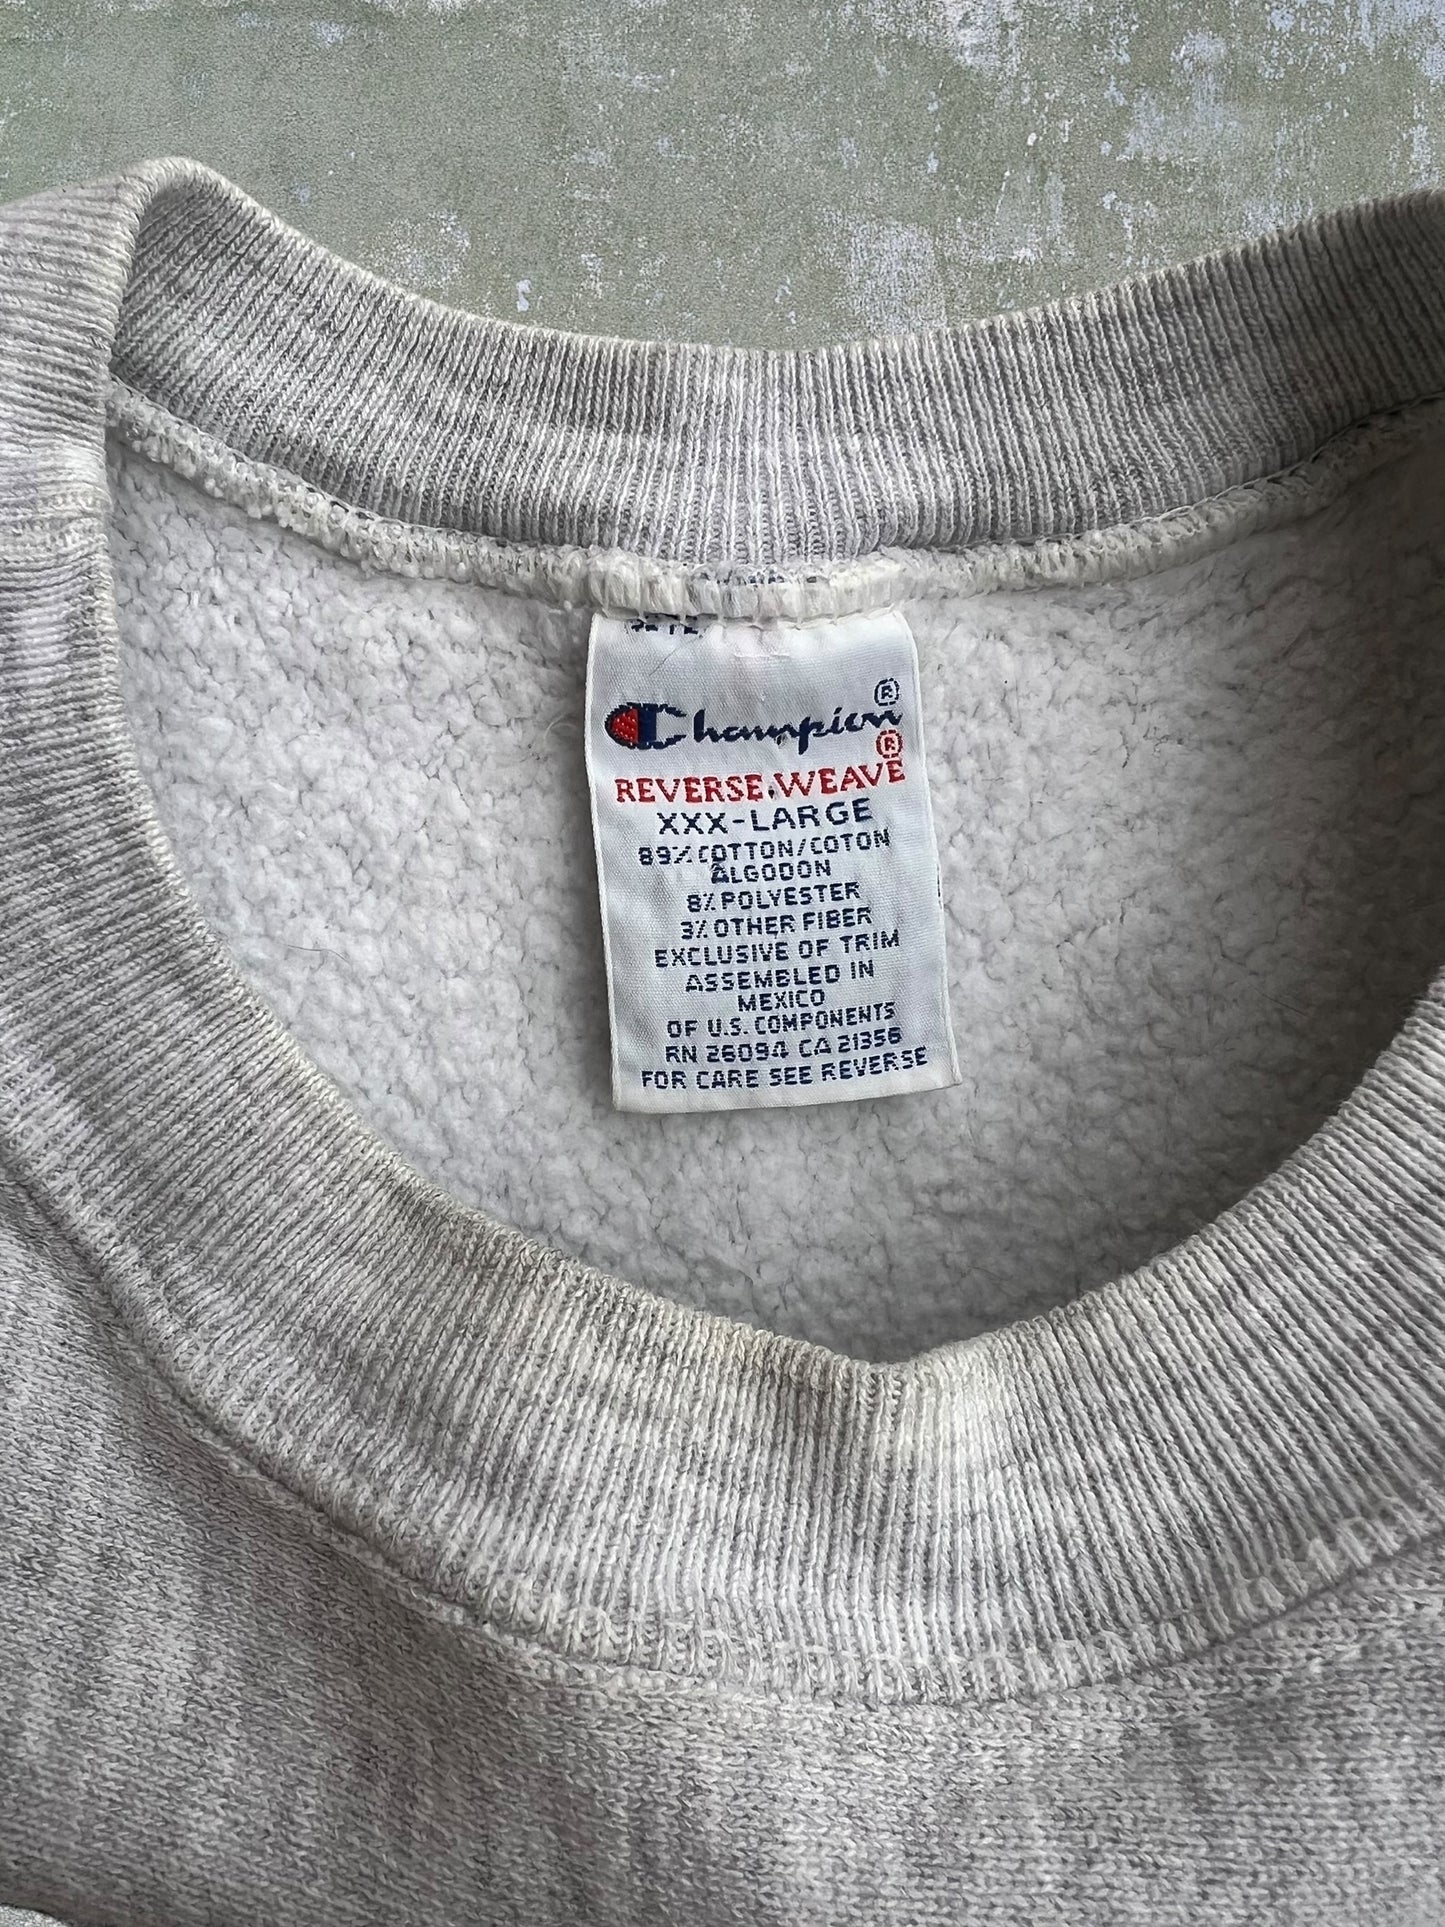 Champion®
®
REVERSE WEAVE
XXX-LARGE
89% COTTON/COTON
ALGODON
8% POLYESTER
3% OTHER FIBER
EXCLUSIVE OF TRIM
ASSEMBLED IN
MEXICO
OF U.S. COMPONENTS
RN 26094 CA 21356
FOR CARE SEE REVERSE